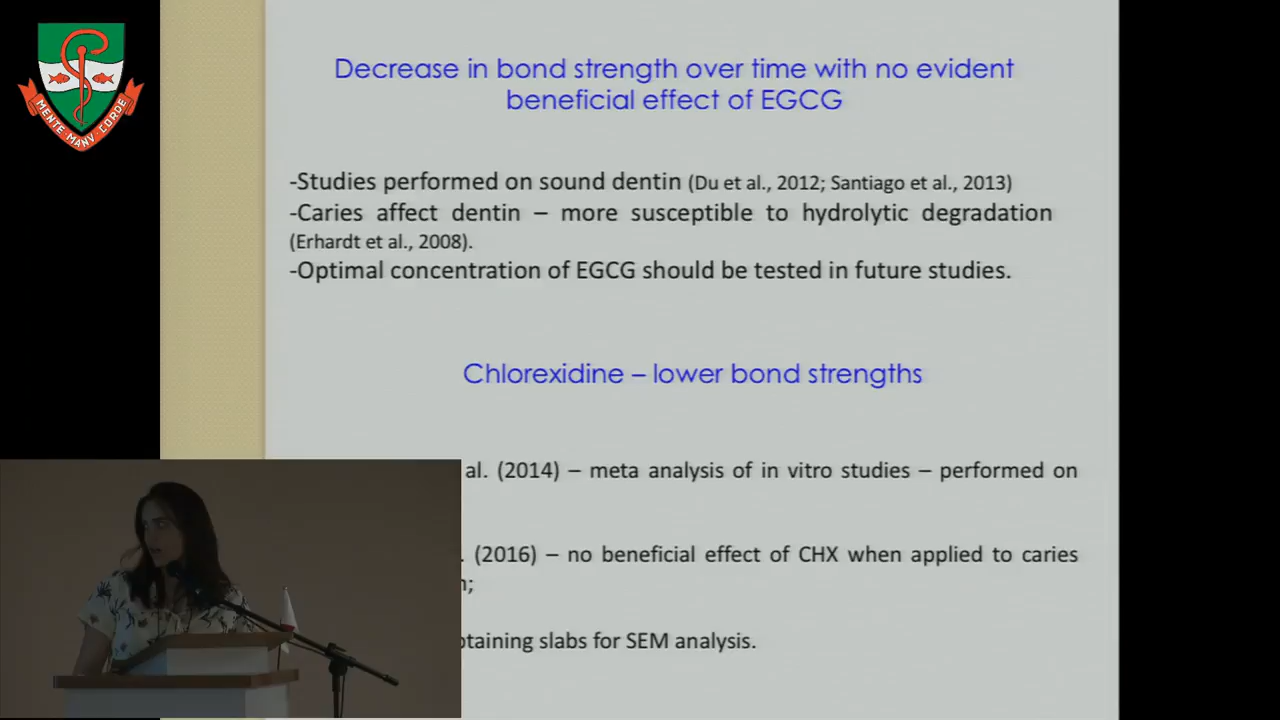 MENTE MANV CORDE
Decrease in bond strength over time with no evident
beneficial effect of EGCG
-Studies performed on sound dentin (Du et al., 2012; Santiago et al., 2013)
-Caries affect dentin – more susceptible to hydrolytic degradation
(Erhardt et al., 2008).
-Optimal concentration of EGCG should be tested in future studies.
Chlorexidine – lower bond strengths
al. (2014) – meta analysis of in vitro studies – performed on
(2016) – no beneficial effect of CHX when applied to caries
slabs for SEM analysis.